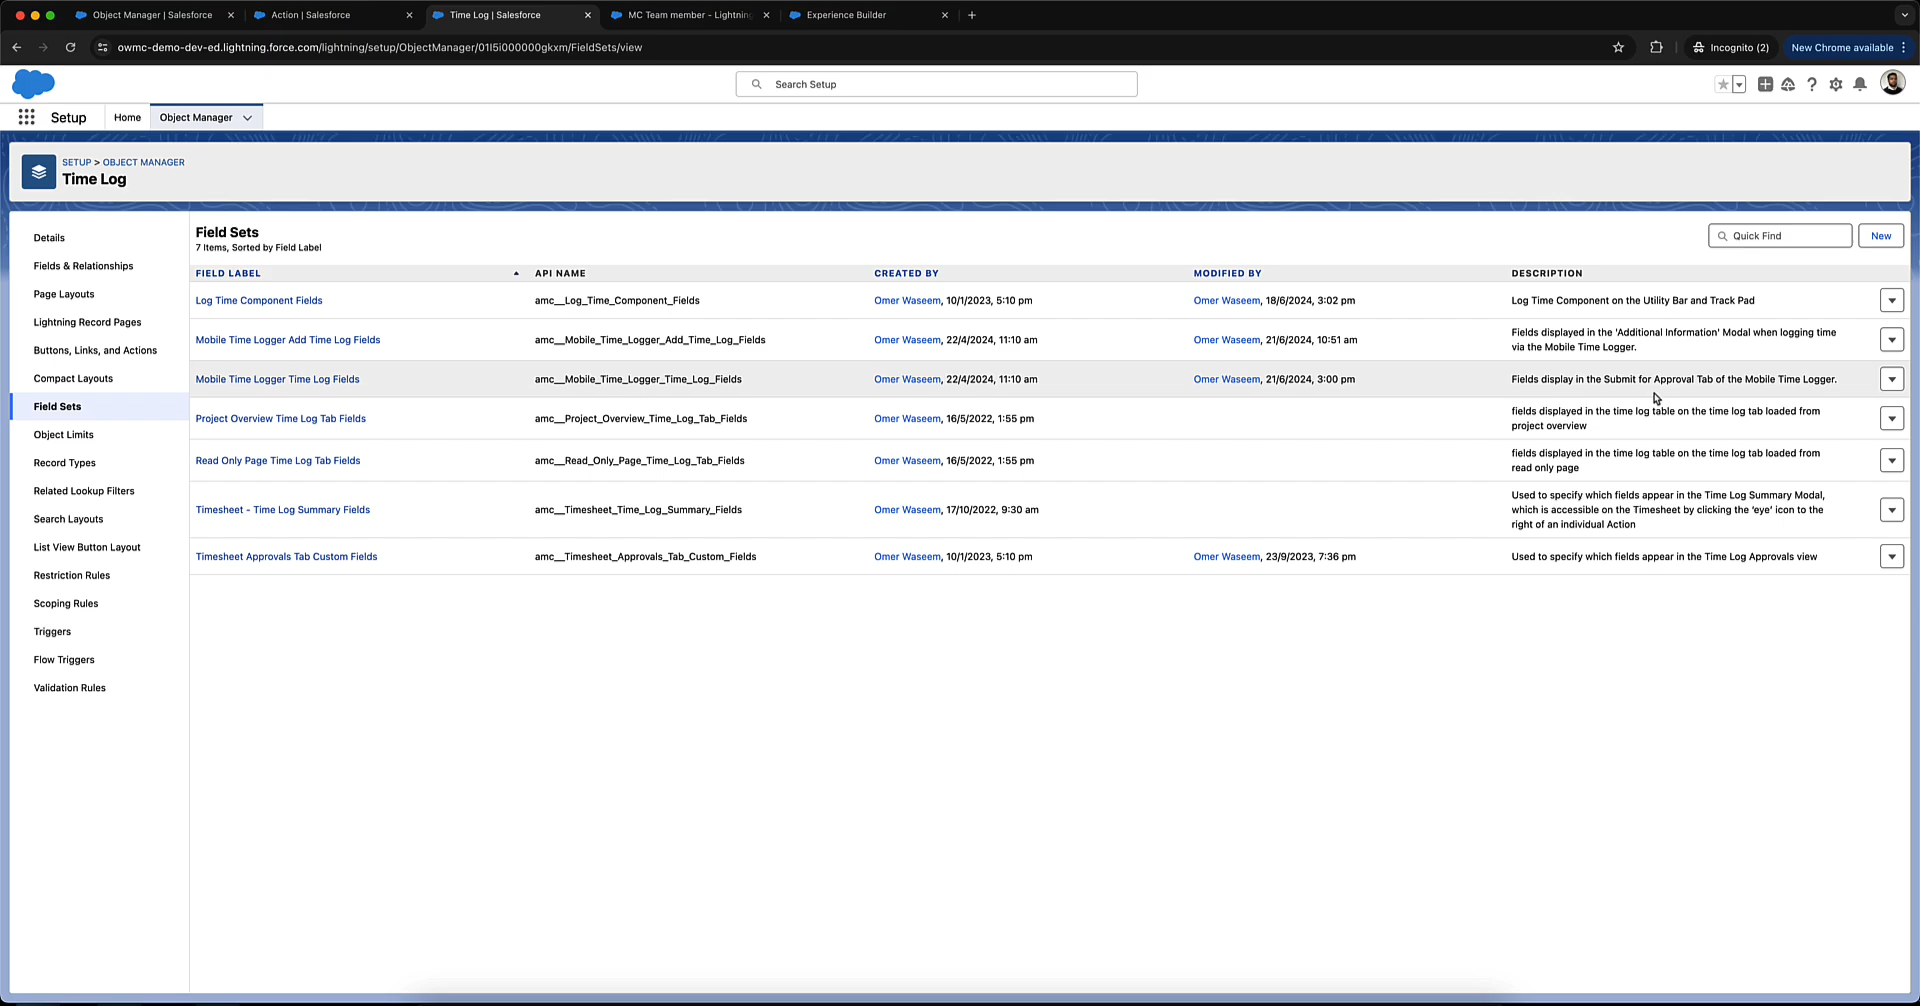 Object Manager | Salesforce
Action | Salesforce
Time Log | Salesforce
MC Team member - Lightning
Experience Builder
owmc-demo-dev-ed.lightning.force.com/lightning/setup/ObjectManager/01I5i000000gkxm/FieldSets/view
Incognito (2)
New Chrome available
Search Setup
Setup
Home
Object Manager
SETUP > OBJECT MANAGER
Time Log
Details
Fields & Relationships
Page Layouts
Lightning Record Pages
Buttons, Links, and Actions
Compact Layouts
Field Sets
Object Limits
Record Types
Related Lookup Filters
Search Layouts
List View Button Layout
Restriction Rules
Scoping Rules
Triggers
Flow Triggers
Validation Rules
Field Sets
7 Items, Sorted by Field Label
Quick Find
New
FIELD LABEL API NAME CREATED BY MODIFIED BY DESCRIPTION
Log Time Component Fields amc__Log_Time_Component_Fields Omer Waseem, 10/1/2023, 5:10 pm Omer Waseem, 18/6/2024, 3:02 pm Log Time Component on the Utility Bar and Track Pad
Mobile Time Logger Add Time Log Fields amc__Mobile_Time_Logger_Add_Time_Log_Fields Omer Waseem, 22/4/2024, 11:10 am Omer Waseem, 21/6/2024, 10:51 am Fields displayed in the 'Additional Information' Modal when logging time
via the Mobile Time Logger.
Mobile Time Logger Time Log Fields amc__Mobile_Time_Logger_Time_Log_Fields Omer Waseem, 22/4/2024, 11:10 am Omer Waseem, 21/6/2024, 3:00 pm Fields display in the Submit for Approval Tab of the Mobile Time Logger.
Project Overview Time Log Tab Fields amc__Project_Overview_Time_Log_Tab_Fields Omer Waseem, 16/5/2022, 1:55 pm fields displayed in the time log table on the time log tab loaded from
project overview
Read Only Page Time Log Tab Fields amc__Read_Only_Page_Time_Log_Tab_Fields Omer Waseem, 16/5/2022, 1:55 pm fields displayed in the time log table on the time log tab loaded from
read only page
Timesheet - Time Log Summary Fields amc__Timesheet_Time_Log_Summary_Fields Omer Waseem, 17/10/2022, 9:30 am Used to specify which fields appear in the Time Log Summary Modal,
which is accessible on the Timesheet by clicking the ‘eye’ icon to the
right of an individual Action
Timesheet Approvals Tab Custom Fields amc__Timesheet_Approvals_Tab_Custom_Fields Omer Waseem, 10/1/2023, 5:10 pm Omer Waseem, 23/9/2023, 7:36 pm Used to specify which fields appear in the Time Log Approvals view